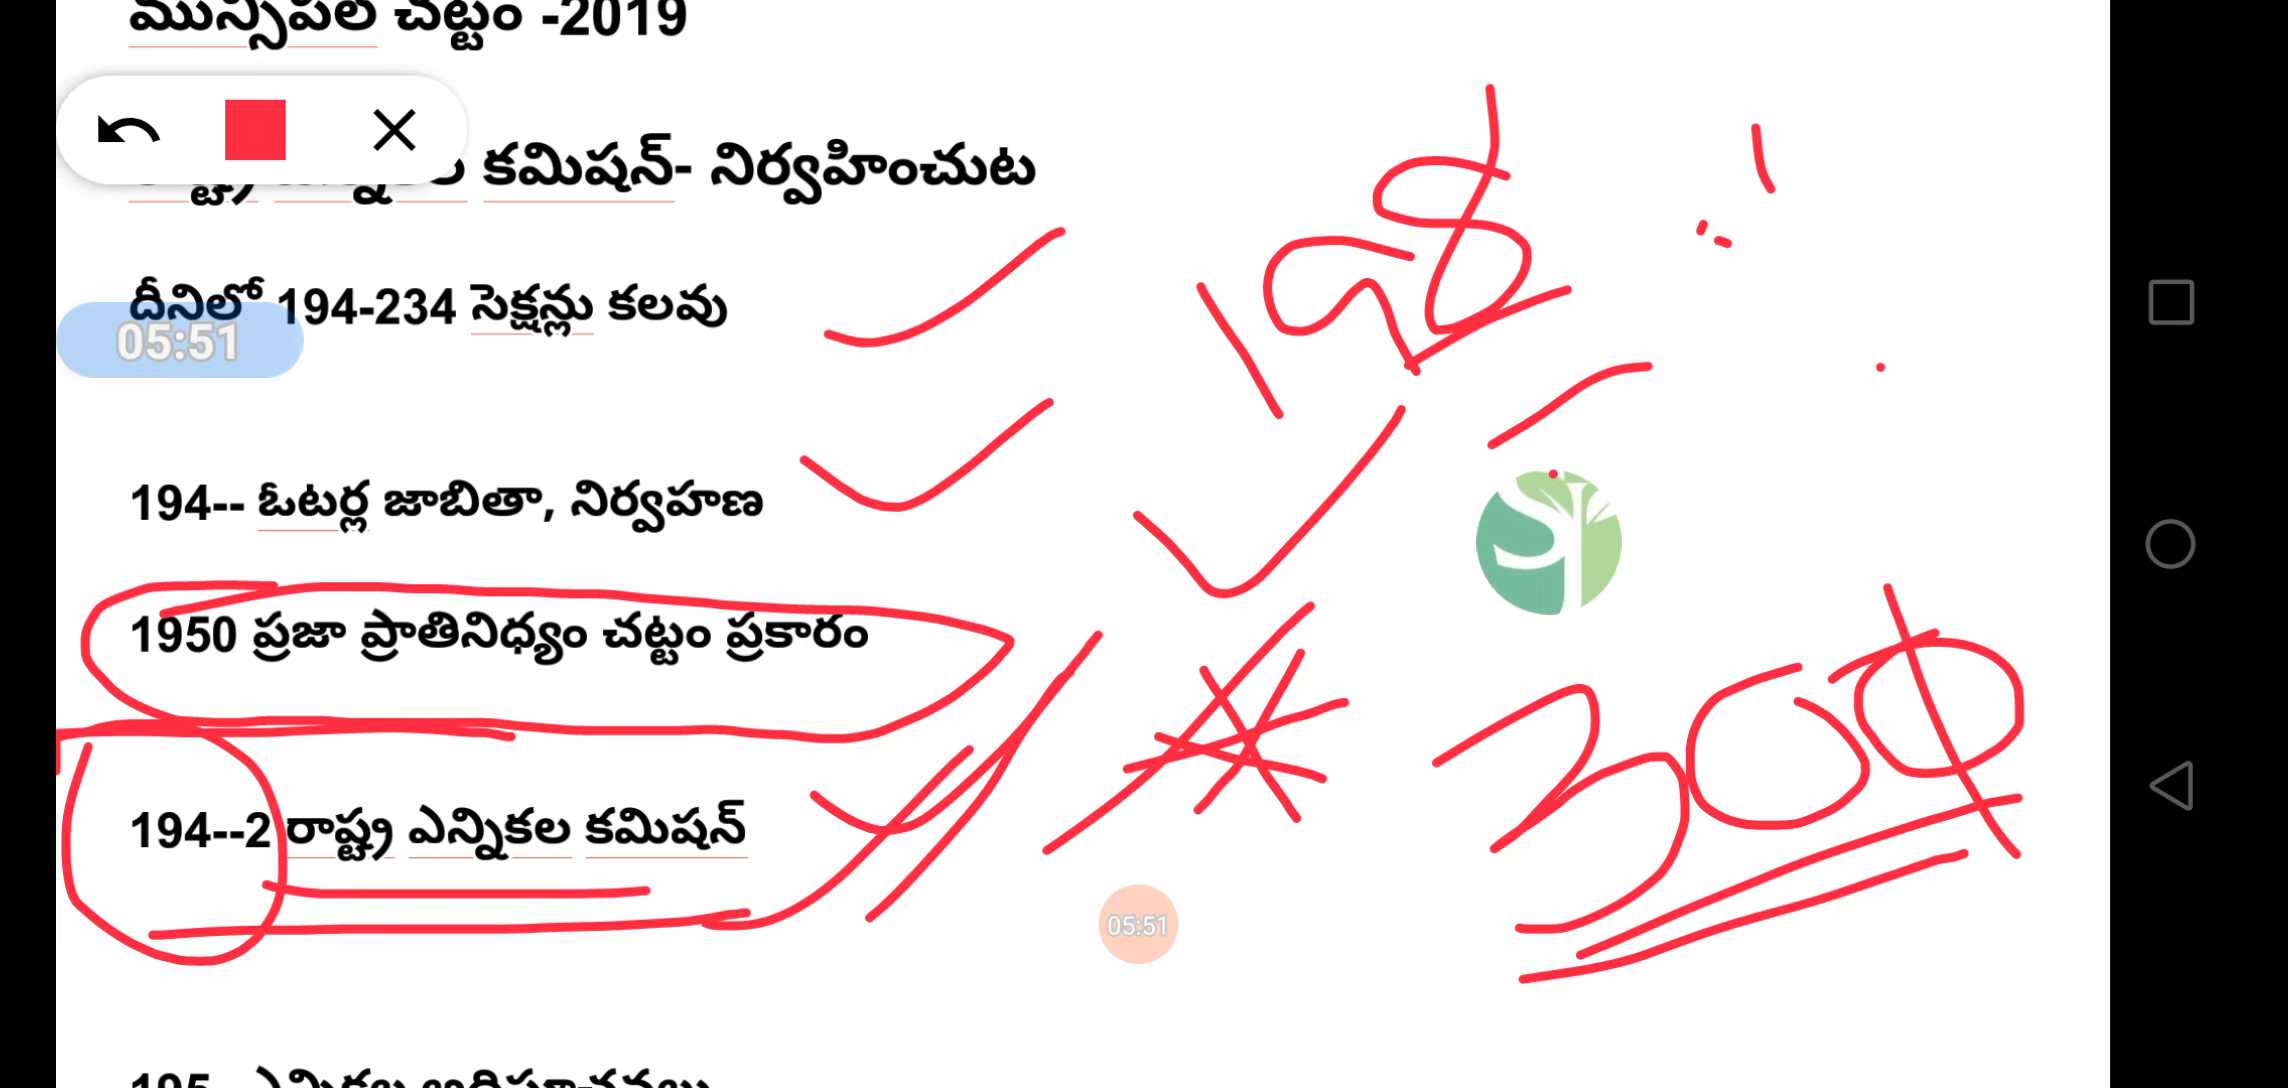 మున్సిపల్ చట్టం -2019
కమిషన్- నిర్వహించుట
దీనిలో 194-234 సెక్షన్లు కలవు
05:51
194-- ఓటర్ల జాబితా, నిర్వహణ
1950 ప్రజా ప్రాతినిధ్యం చట్టం ప్రకారం
194--2 రాష్ట్ర ఎన్నికల కమిషన్
05:51
300
198